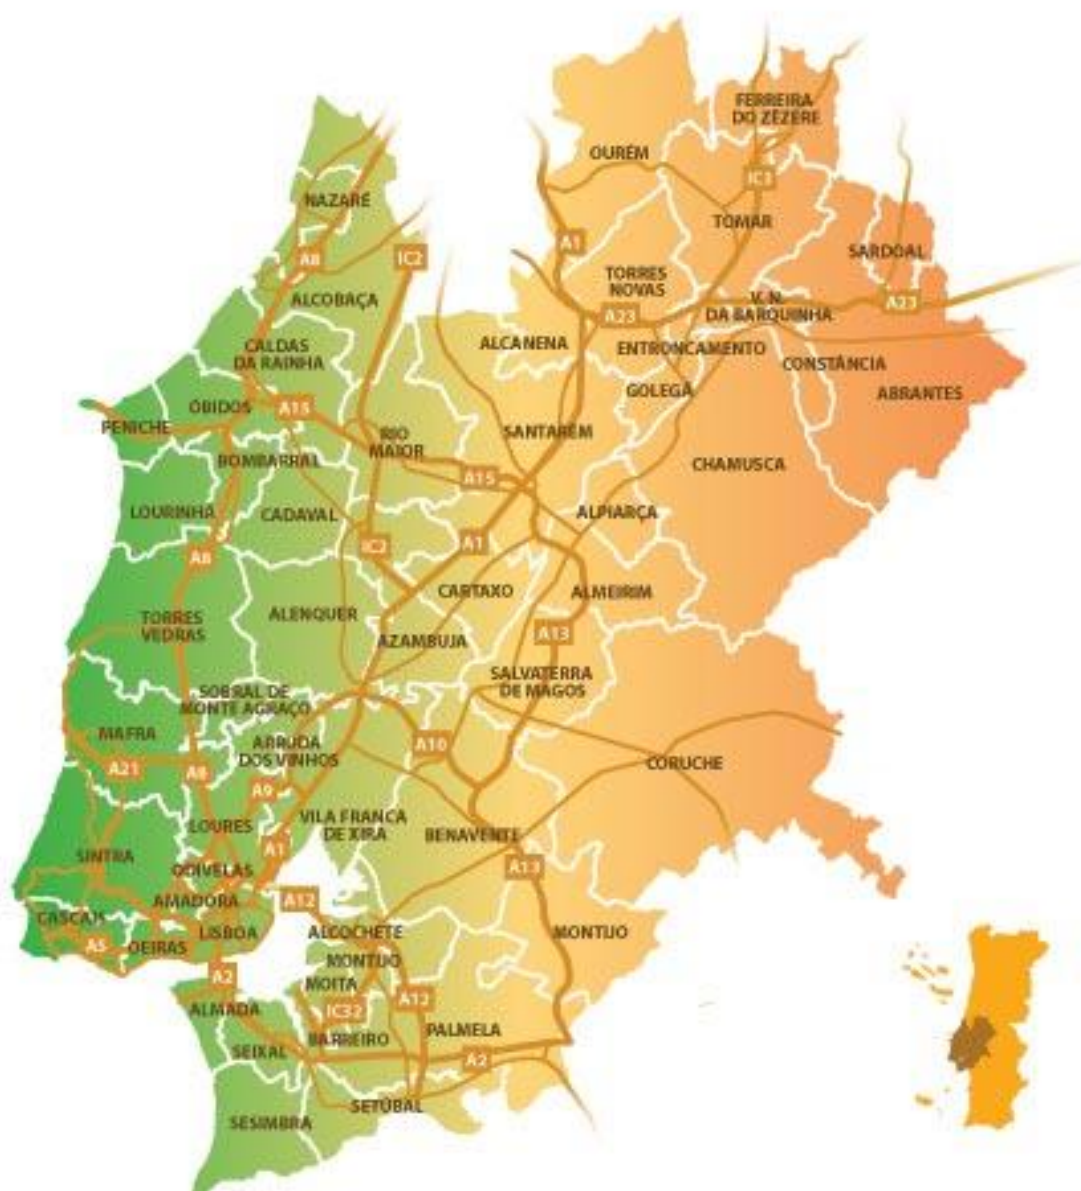 FERREIRA
DO ZÊZERE
OURÉM
IC3
NAZARÉ
TOMAR
A1
SARDOAL
A8
IC2
TORRES
NOVAS
ALCOBAÇA
A23
V. N.
DA BARQUINHA
A23
ALCANENA
ENTRONCAMENTO
CALDAS
DA RAINHA
CONSTÂNCIA
GOLEGÃ
ABRANTES
ÓBIDOS
A15
PENICHE
RIO
MAIOR
SANTARÉM
BOMBARRAL
CHAMUSCA
A15
LOURINHÃ
CADAVAL
ALPIARÇA
A8
IC2
A1
CARTAXO
ALMEIRIM
TORRES
VEDRAS
ALENQUER
AZAMBUJA
A13
SALVATERRA
DE MAGOS
SOBRAL DE
MONTE AGRAÇO
MAFRA
ARRUDA
DOS VINHOS
A10
A21
A8
CORUCHE
A9
LOURES
VILA FRANCA
DE XIRA
BENAVENTE
A1
SINTRA
ODIVELAS
A13
AMADORA
A12
CASCAIS
A5
OEIRAS
LISBOA
ALCOCHETE
MONTIJO
MONTIJO
A2
MOITA
ALMADA
IC32
A12
BARREIRO
PALMELA
SEIXAL
A2
SETÚBAL
SESIMBRA